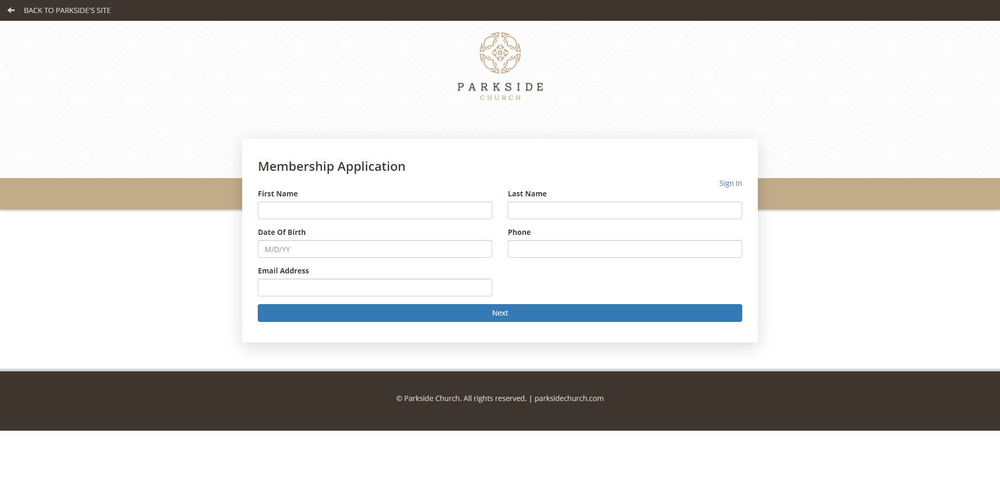 BACK TO PARKSIDE'S SITE
PARKSIDE
CHURCH
Membership Application
Sign In
First Name
Last Name
Date Of Birth
Phone
M/D/YY
Email Address
Next
© Parkside Church. All rights reserved. | parksidechurch.com